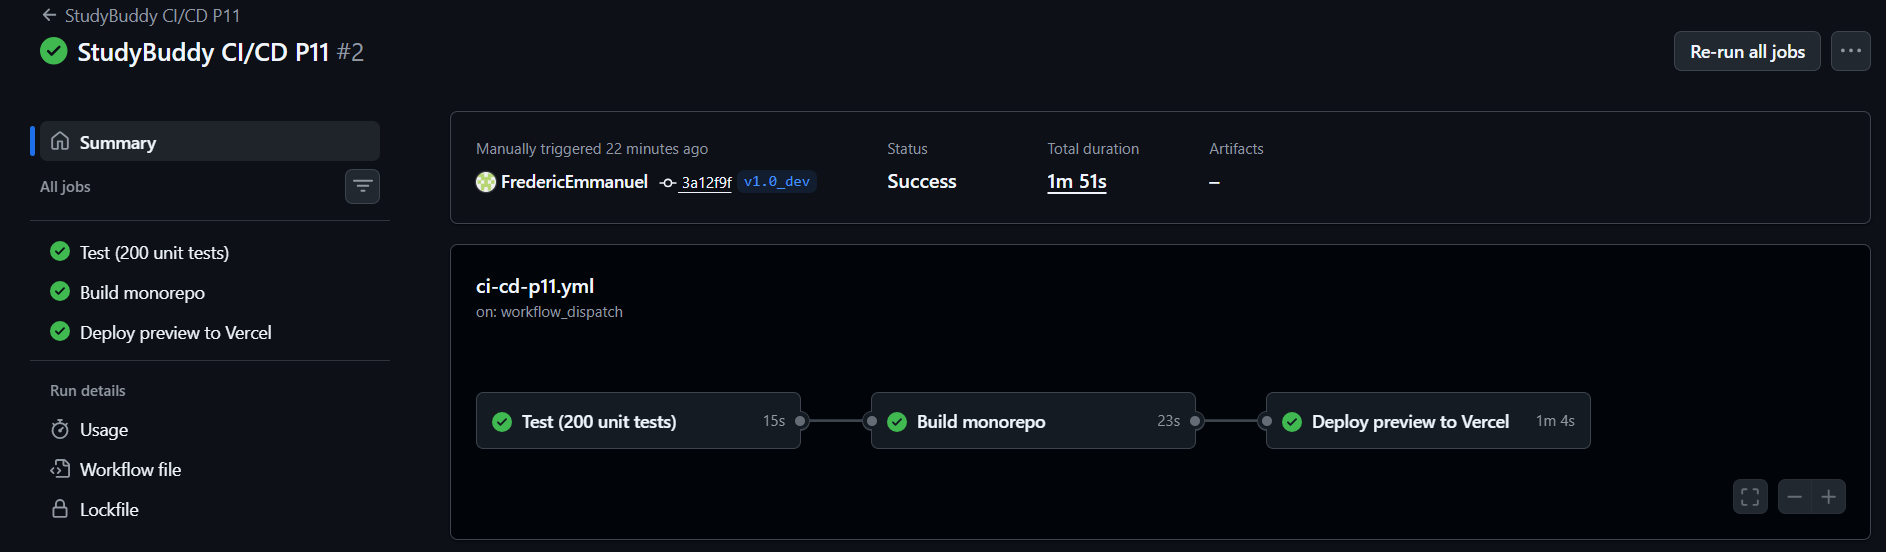 StudyBuddy CI/CD P11
StudyBuddy CI/CD P11 #2
Re-run all jobs
Summary
All jobs
Test (200 unit tests)
Build monorepo
Deploy preview to Vercel
Run details
Usage
Workflow file
Lockfile
Manually triggered 22 minutes ago
FredericEmmanuel 3a12f9f v1.0_dev
Status
Success
Total duration
1m 51s
Artifacts
–
ci-cd-p11.yml
on: workflow_dispatch
Test (200 unit tests) 15s
Build monorepo 23s
Deploy preview to Vercel 1m 4s